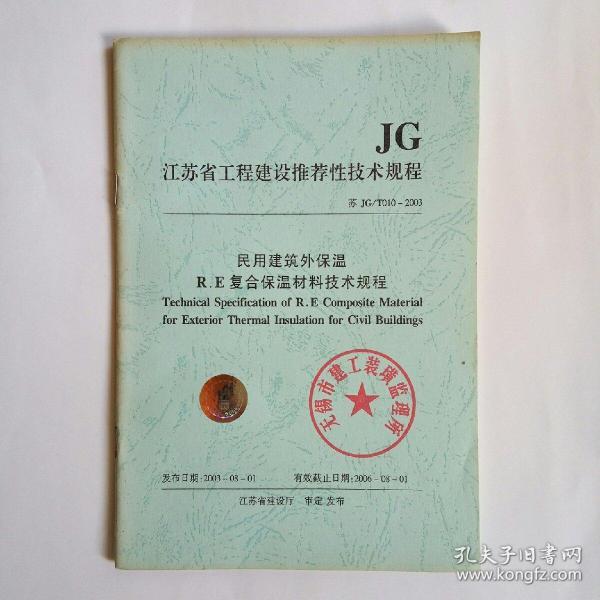 JG
江苏省工程建设推荐性技术规程
苏 JG/T010-2003
民用建筑外保温
R.E复合保温材料技术规程
Technical Specification of R.E Composite Material
for Exterior Thermal Insulation for Civil Buildings
无锡市建工装璜监理所
发布日期:2003-08-01 有效截止日期:2006-08-01
江苏省建设厅 审定 发布
孔夫子旧书网
www.kongfz.com